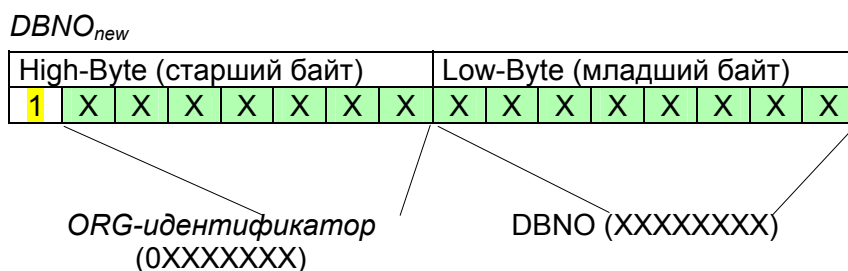 DBNOnew
High-Byte (старший байт) Low-Byte (младший байт)
1 X X X X X X X X X X X X X X X
ORG-идентификатор DBNO (XXXXXXXX)
(0XXXXXXX)